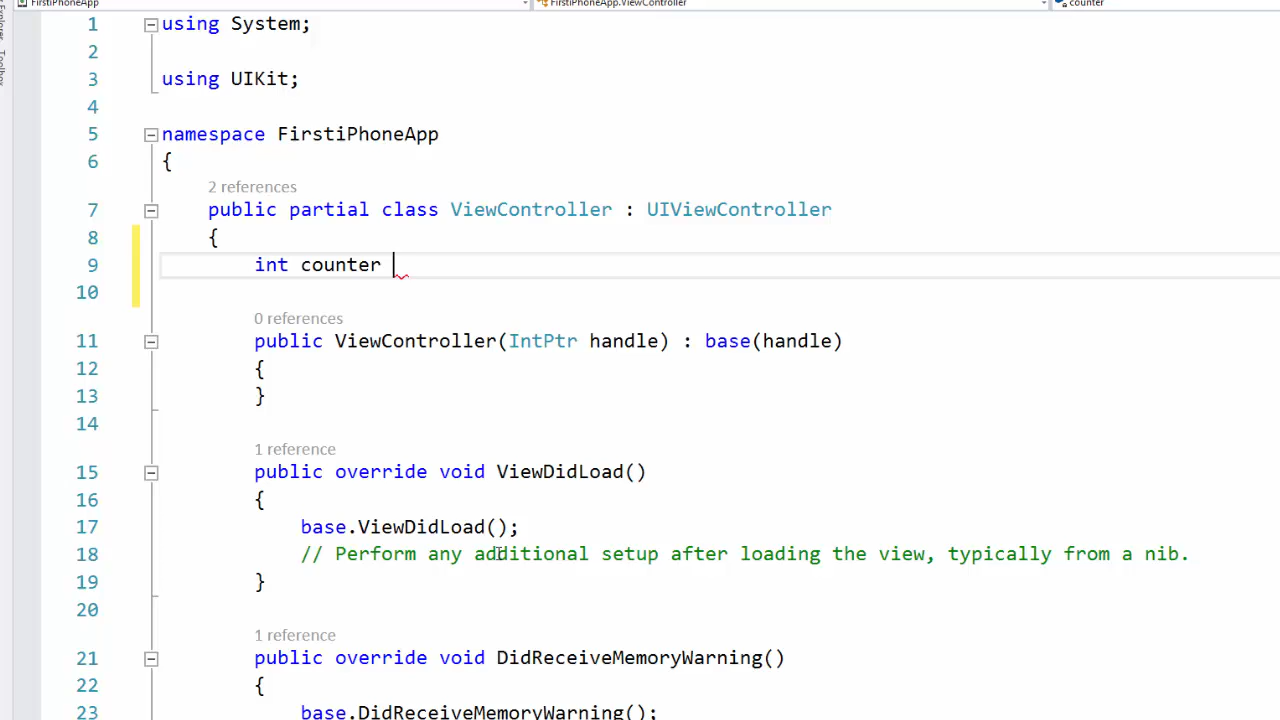 FirstiPhoneApp FirstiPhoneApp.ViewController counter
Explorer Toolbox
1 using System;
2
3 using UIKit;
4
5 namespace FirstiPhoneApp
6 {
2 references
7 public partial class ViewController : UIViewController
8 {
9 int counter
10
0 references
11 public ViewController(IntPtr handle) : base(handle)
12 {
13 }
14
1 reference
15 public override void ViewDidLoad()
16 {
17 base.ViewDidLoad();
18 // Perform any additional setup after loading the view, typically from a nib.
19 }
20
1 reference
21 public override void DidReceiveMemoryWarning()
22 {
23 base.DidReceiveMemoryWarning();